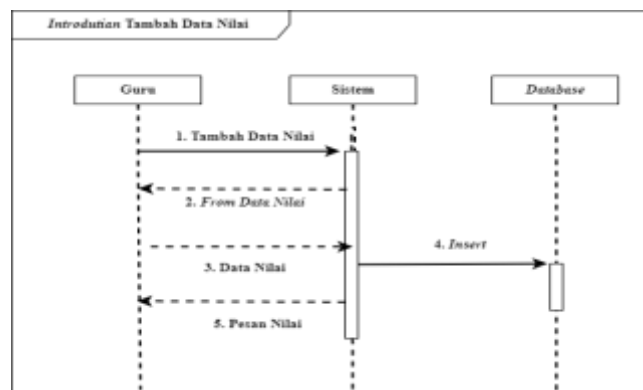 Introdutian Tambah Data Nilai
Guru
Sistem
Database
1. Tambah Data Nilai
2. From Data Nilai
3. Data Nilai
4. Insert
5. Pesan Nilai